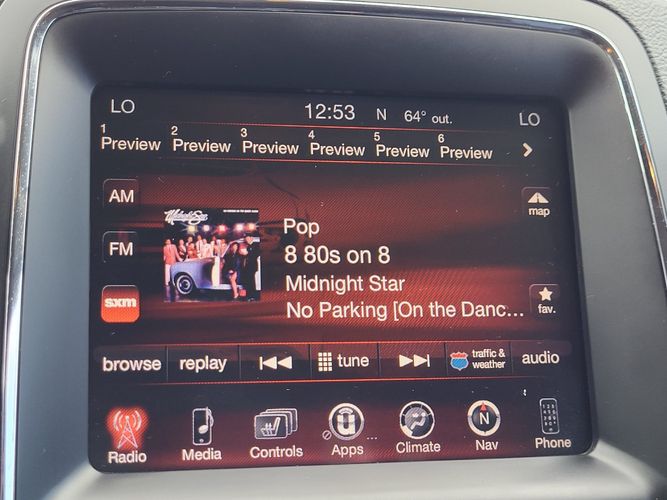 LO 12:53 N 64° out. LO
1 2 3 4 5 6
Preview Preview Preview Preview Preview Preview
AM
Midnight Star
map
Pop
FM
8 80s on 8
Midnight Star
sxm
No Parking [On the Danc...
fav.
browse replay tune traffic & weather audio
N
Radio Media Controls Apps ... Climate Nav Phone